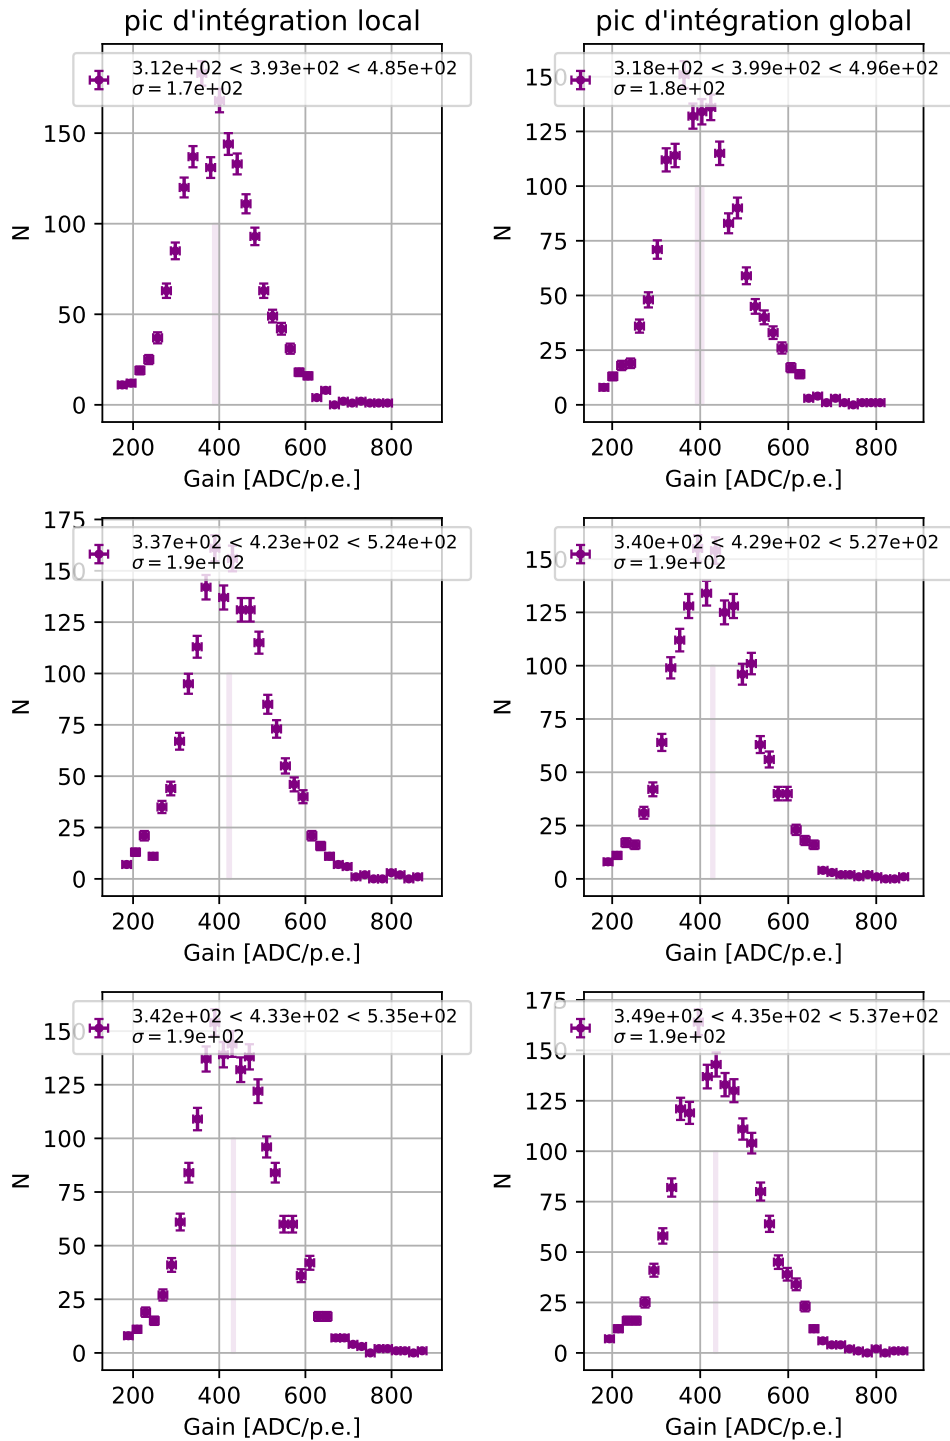 pic d'intégration local
pic d'intégration global
3.12e+02 < 3.93e+02 < 4.85e+02
σ = 1.7e+02
150
100
50
0
N
200 400 600 800
Gain [ADC/p.e.]
3.18e+02 < 3.99e+02 < 4.96e+02
σ = 1.8e+02
150
125
100
75
50
25
0
N
200 400 600 800
Gain [ADC/p.e.]
3.37e+02 < 4.23e+02 < 5.24e+02
σ = 1.9e+02
175
150
125
100
75
50
25
0
N
200 400 600 800
Gain [ADC/p.e.]
3.40e+02 < 4.29e+02 < 5.27e+02
σ = 1.9e+02
150
125
100
75
50
25
0
N
200 400 600 800
Gain [ADC/p.e.]
3.42e+02 < 4.33e+02 < 5.35e+02
σ = 1.9e+02
150
125
100
75
50
25
0
N
200 400 600 800
Gain [ADC/p.e.]
3.49e+02 < 4.35e+02 < 5.37e+02
σ = 1.9e+02
175
150
125
100
75
50
25
0
N
200 400 600 800
Gain [ADC/p.e.]